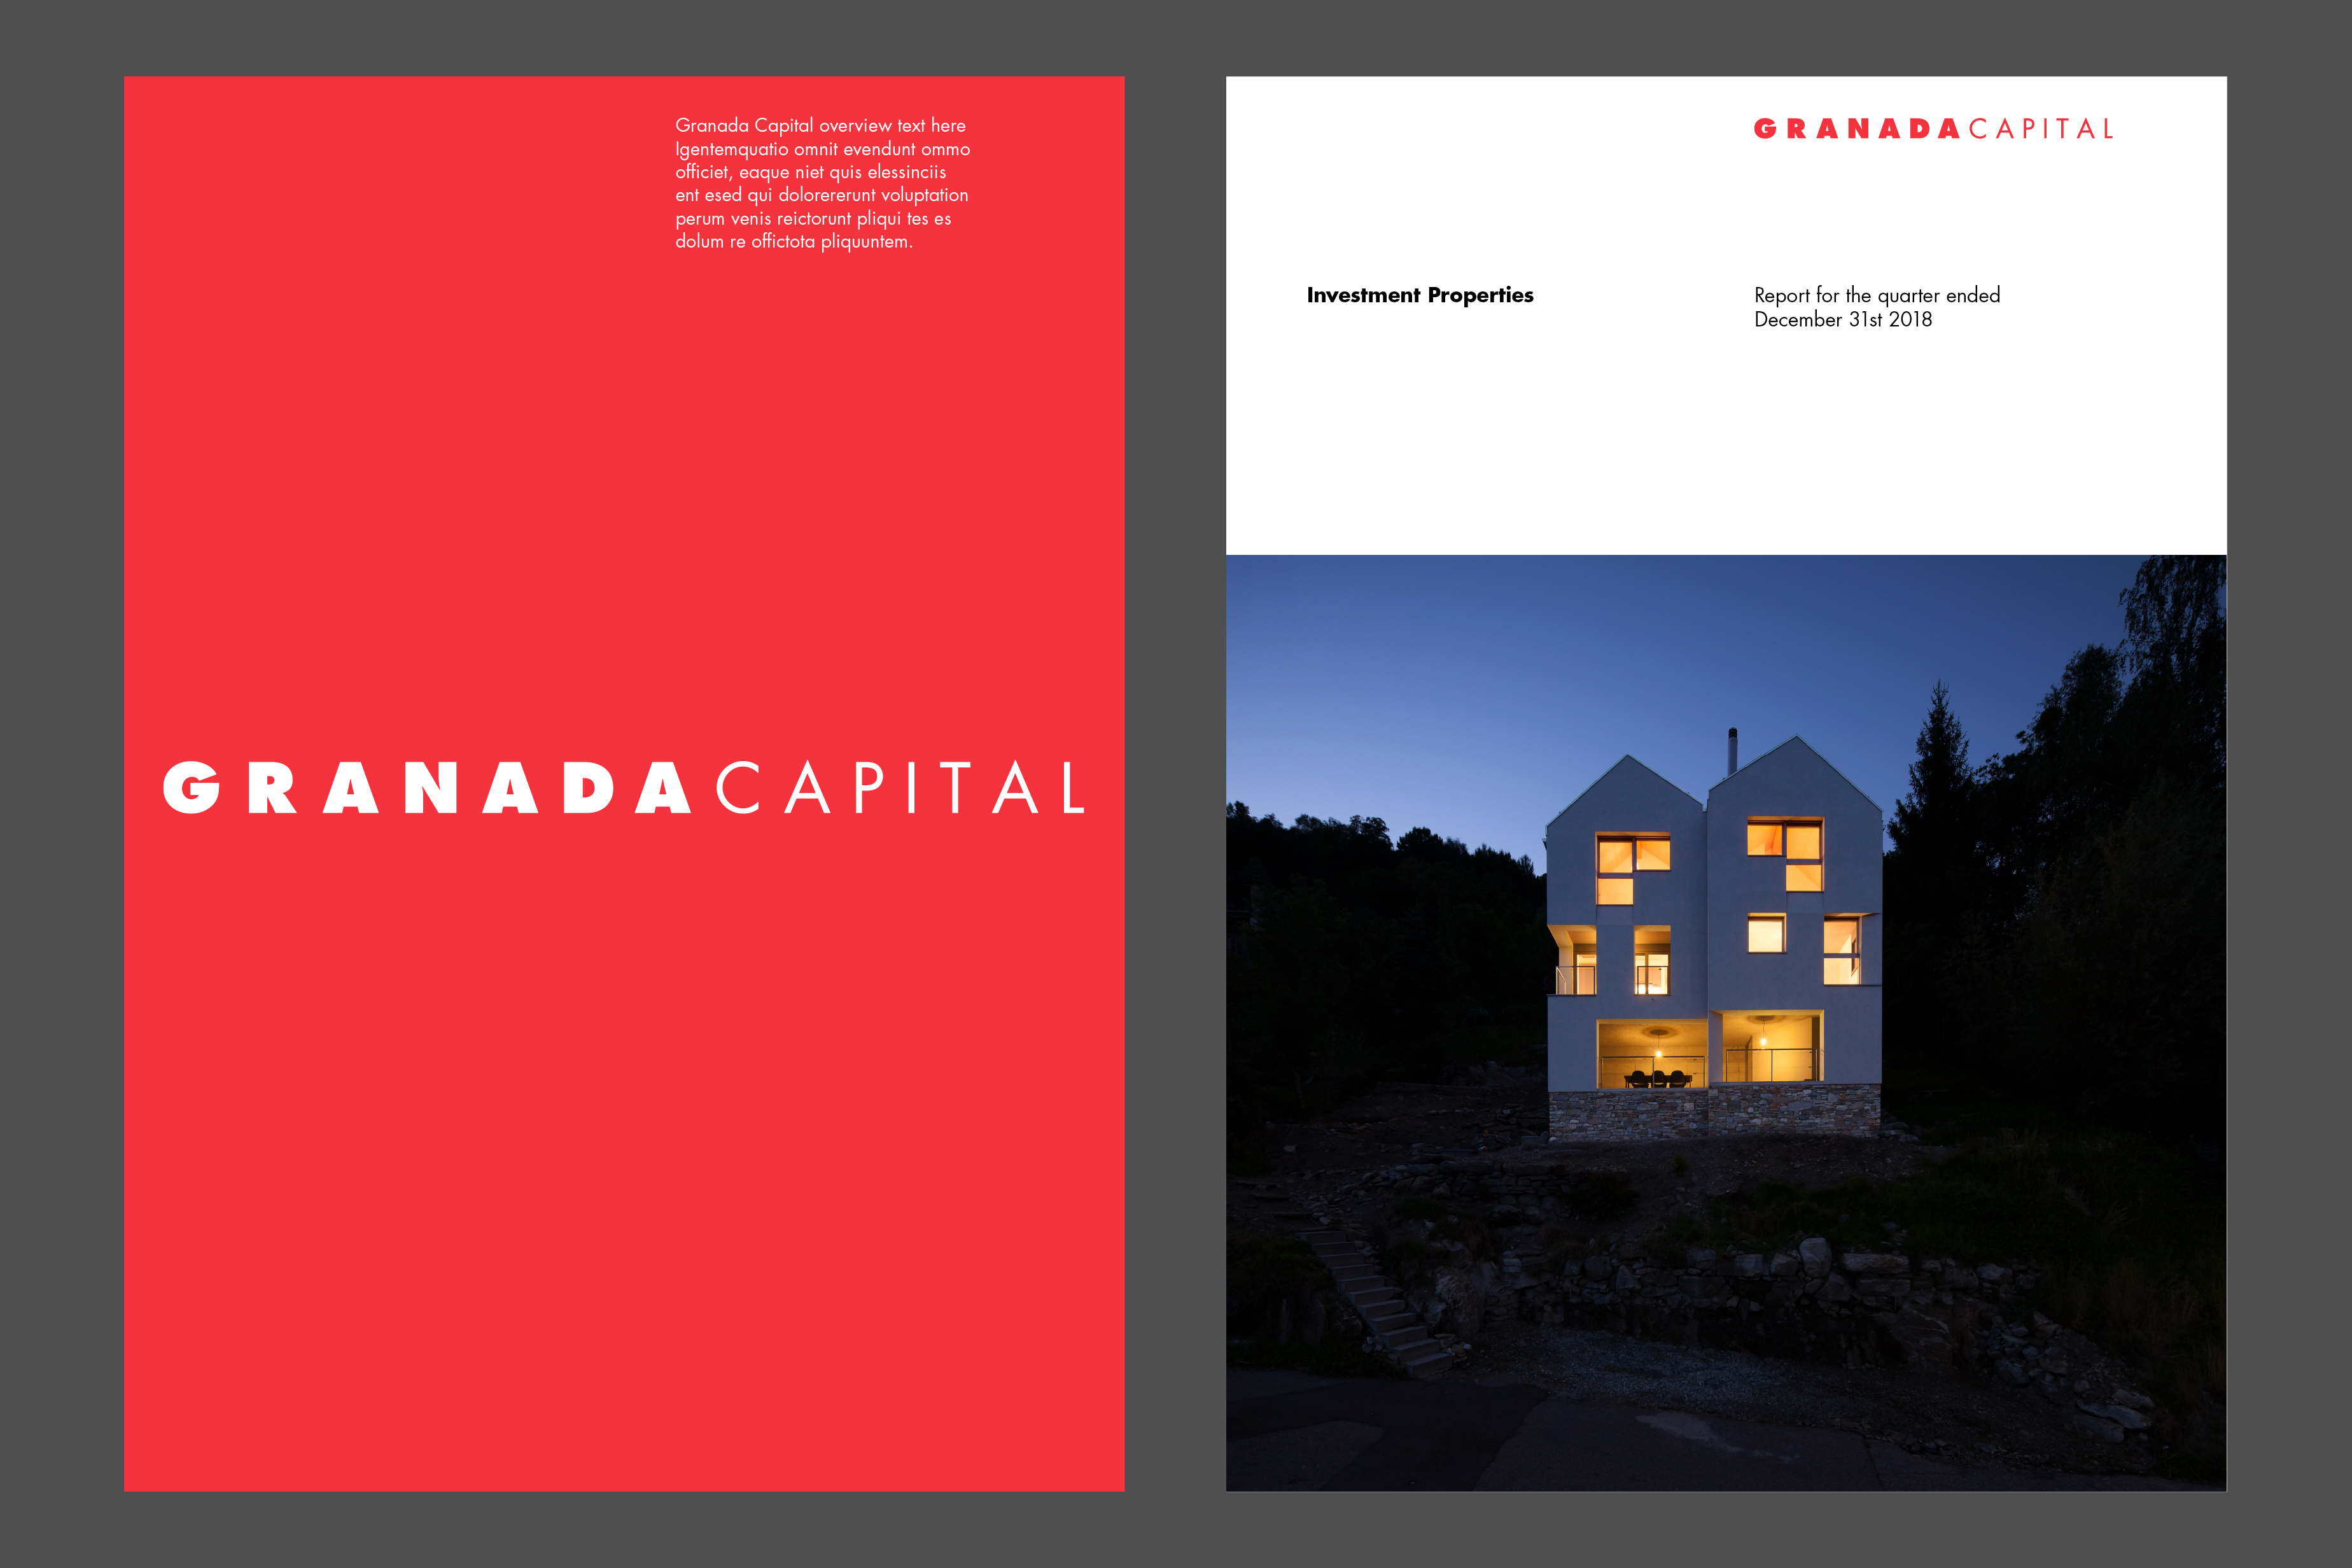 Granada Capital overview text here
Igentemquatio omnit evendunt ommo
officiet, eaque niet quis elessinciis
ent esed qui dolorererunt voluptation
perum venis reictorunt pliqui tes es
dolum re offictota pliquuntem.
GRANADACAPITAL
GRANADACAPITAL
Investment Properties
Report for the quarter ended
December 31st 2018